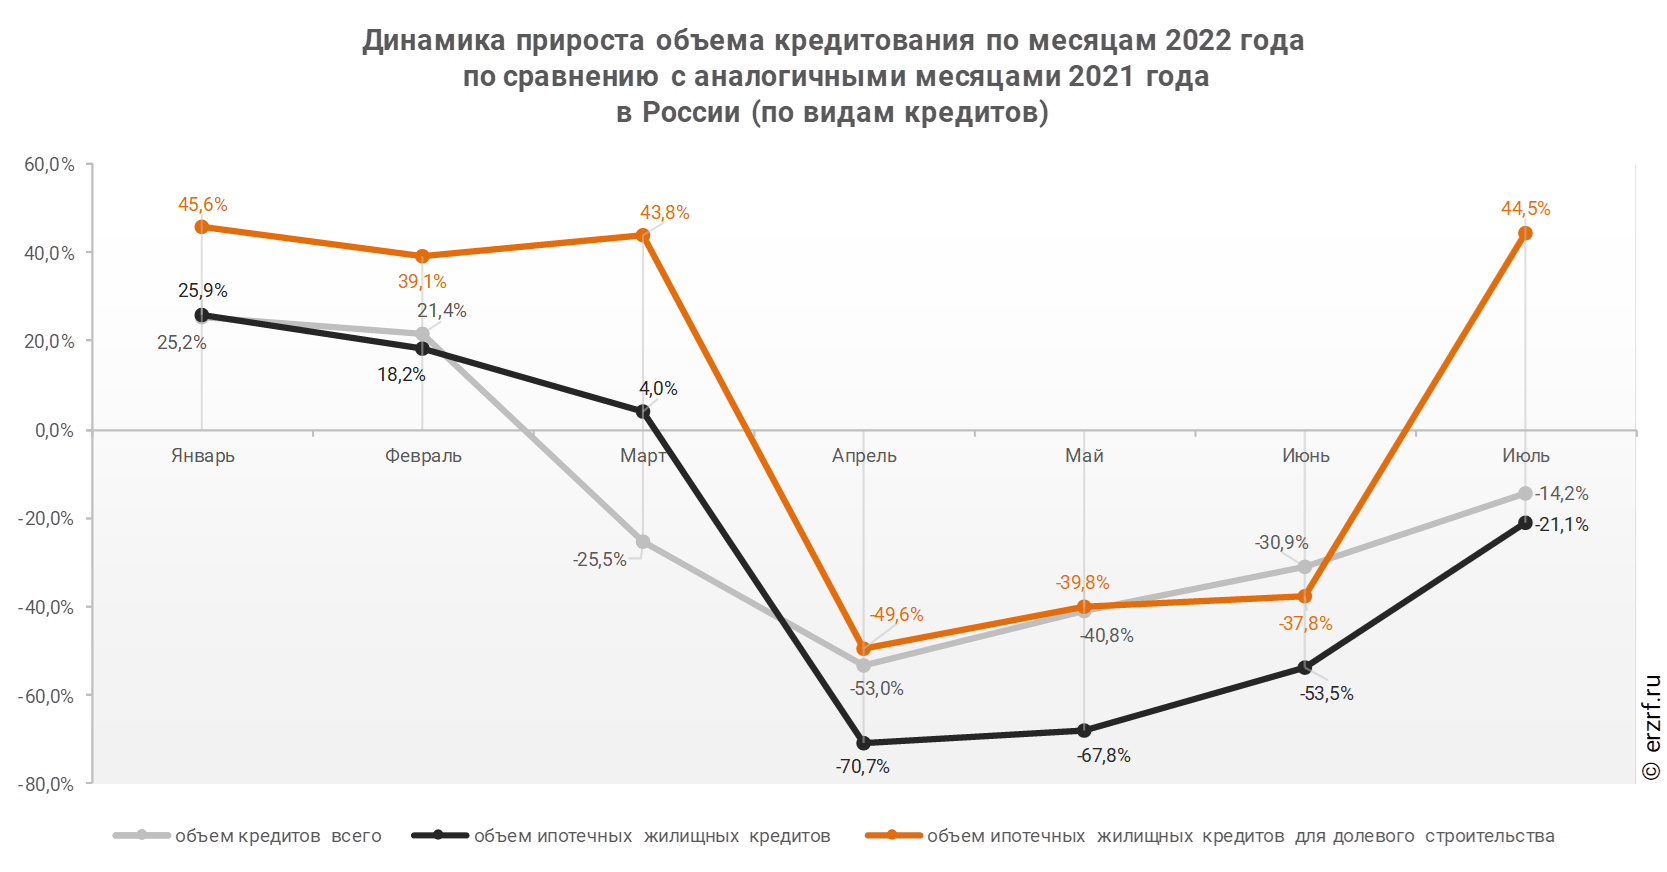 Динамика прироста объема кредитования по месяцам 2022 года
по сравнению с аналогичными месяцами 2021 года
в России (по видам кредитов)
60,0%
40,0%
20,0%
0,0%
-20,0%
-40,0%
-60,0%
-80,0%
45,6%
39,1%
43,8%
-49,6%
-39,8%
-37,8%
44,5%
25,9%
18,2%
4,0%
-70,7%
-67,8%
-53,5%
-21,1%
25,2%
21,4%
-25,5%
-53,0%
-40,8%
-30,9%
-14,2%
Январь
Февраль
Март
Апрель
Май
Июнь
Июль
объем кредитов всего
объем ипотечных жилищных кредитов
объем ипотечных жилищных кредитов для долевого строительства
© erzrf.ru